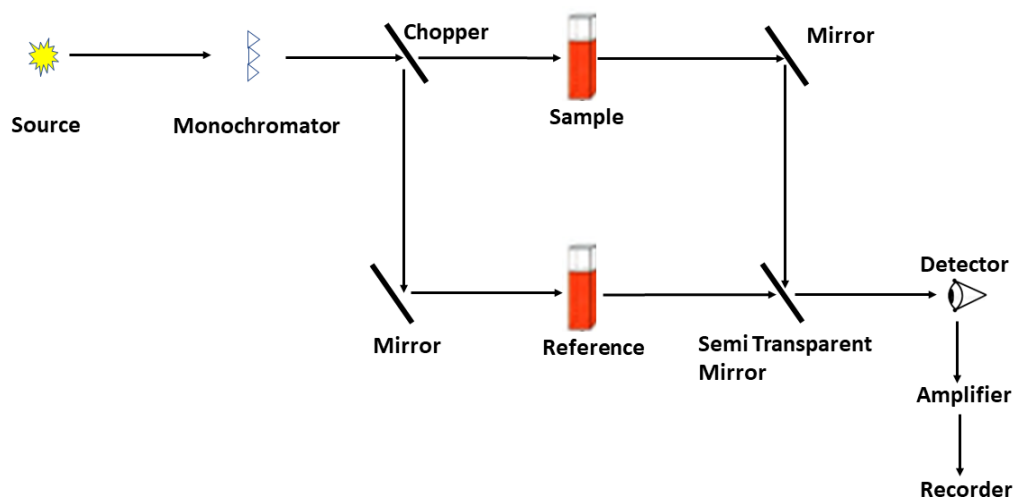 Chopper
Mirror
Source
Monochromator
Sample
Detector
Mirror
Reference
Semi Transparent
Mirror
Amplifier
Recorder